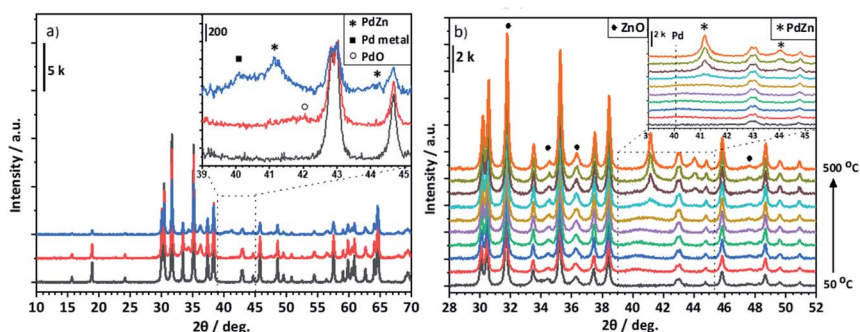 a)
5 k
200
* PdZn
■ Pd metal
○ PdO
39 40 41 42 43 44 45
Intensity / a.u.
10 15 20 25 30 35 40 45 50 55 60 65 70
2θ / deg.
b)
2 k
ZnO
2 k Pd
* PdZn
39 40 41 42 43 44 45
500 °C
50 °C
Intensity / a.u.
28 30 32 34 36 38 40 42 44 46 48 50 52
2θ / deg.